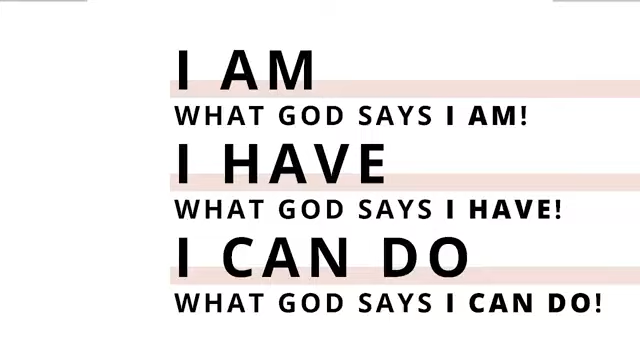 I AM
WHAT GOD SAYS I AM!
I HAVE
WHAT GOD SAYS I HAVE!
I CAN DO
WHAT GOD SAYS I CAN DO!